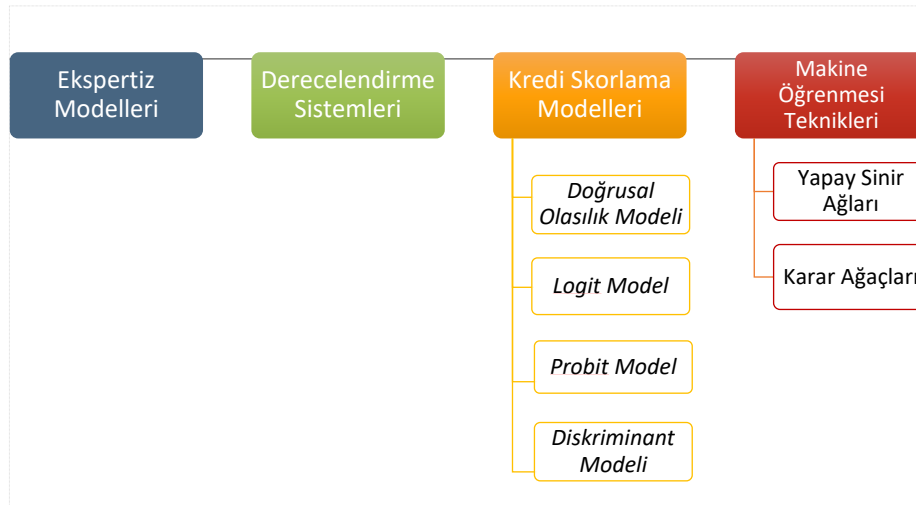 Ekspertiz
Modelleri
Derecelendirme
Sistemleri
Kredi Skorlama
Modelleri
Doğrusal
Olasılık Modeli
Logit Model
Probit Model
Diskriminant
Modeli
Makine
Öğrenmesi
Teknikleri
Yapay Sinir
Ağları
Karar Ağaçları